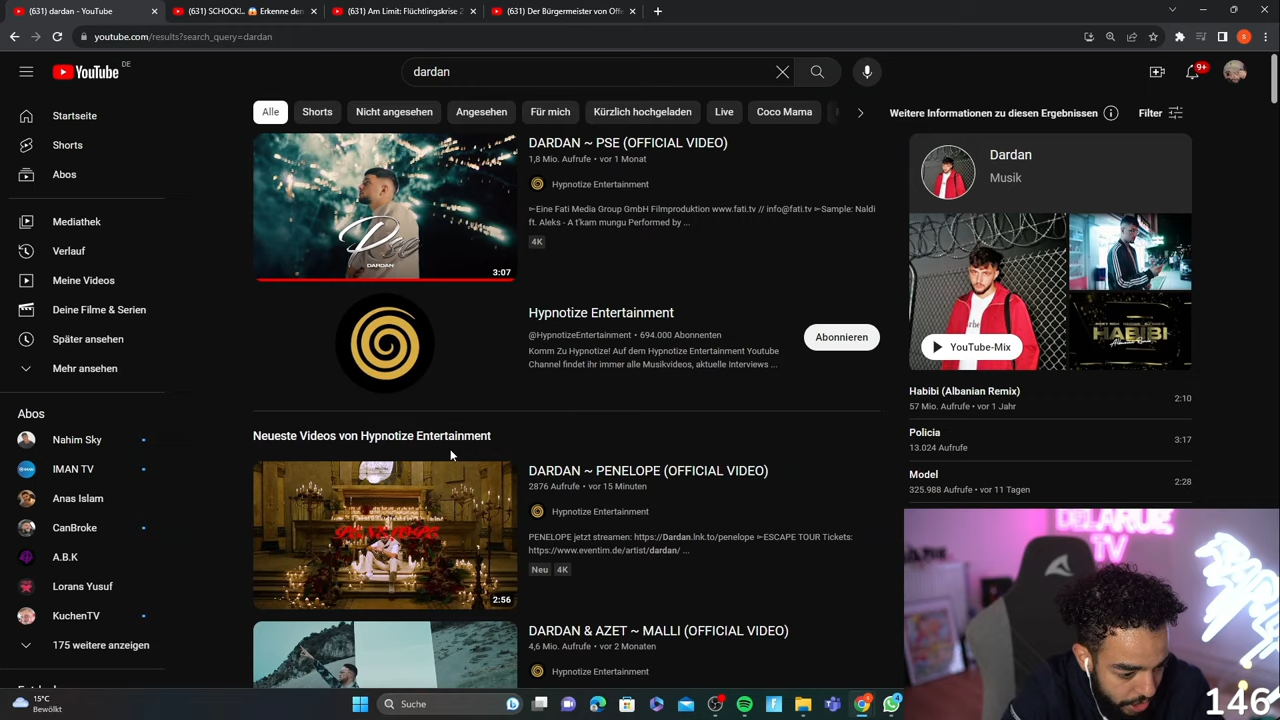 (631) dardan - YouTube
(631) SCHOCK!.. 😱 Erkenne den
(631) Am Limit: Flüchtlingskrise 2
(631) Der Bürgermeister von Offe
youtube.com/results?search_query=dardan
YouTube DE
dardan
9+
Alle
Shorts
Nicht angesehen
Angesehen
Für mich
Kürzlich hochgeladen
Live
Coco Mama
Weitere Informationen zu diesen Ergebnissen
Filter
Startseite
Shorts
Abos
Mediathek
Verlauf
Meine Videos
Deine Filme & Serien
Später ansehen
Mehr ansehen
Abos
Nahim Sky
IMAN TV
Anas Islam
CanBroke
A.B.K
Lorans Yusuf
KuchenTV
175 weitere anzeigen
DARDAN
3:07
DARDAN ~ PSE (OFFICIAL VIDEO)
1,8 Mio. Aufrufe • vor 1 Monat
Hypnotize Entertainment
➳Eine Fati Media Group GmbH Filmproduktion www.fati.tv // info@fati.tv ➳Sample: Naldi
ft. Aleks - A t'kam mungu Performed by ...
4K
Hypnotize Entertainment
@HypnotizeEntertainment • 694.000 Abonnenten
Komm Zu Hypnotize! Auf dem Hypnotize Entertainment Youtube
Channel findet ihr immer alle Musikvideos, aktuelle Interviews ...
Abonnieren
Neueste Videos von Hypnotize Entertainment
2:56
DARDAN ~ PENELOPE (OFFICIAL VIDEO)
2876 Aufrufe • vor 15 Minuten
Hypnotize Entertainment
PENELOPE jetzt streamen: https://Dardan.lnk.to/penelope ➳ESCAPE TOUR Tickets:
https://www.eventim.de/artist/dardan/ ...
Neu 4K
DARDAN & AZET ~ MALLI (OFFICIAL VIDEO)
4,6 Mio. Aufrufe • vor 2 Monaten
Hypnotize Entertainment
Dardan
Musik
HABIBI
YouTube-Mix
Habibi (Albanian Remix)
57 Mio. Aufrufe • vor 1 Jahr
2:10
Policia
13.024 Aufrufe
3:17
Model
325.988 Aufrufe • vor 11 Tagen
2:28
DELARUE
TV
146
15°C
Bewölkt
Suche